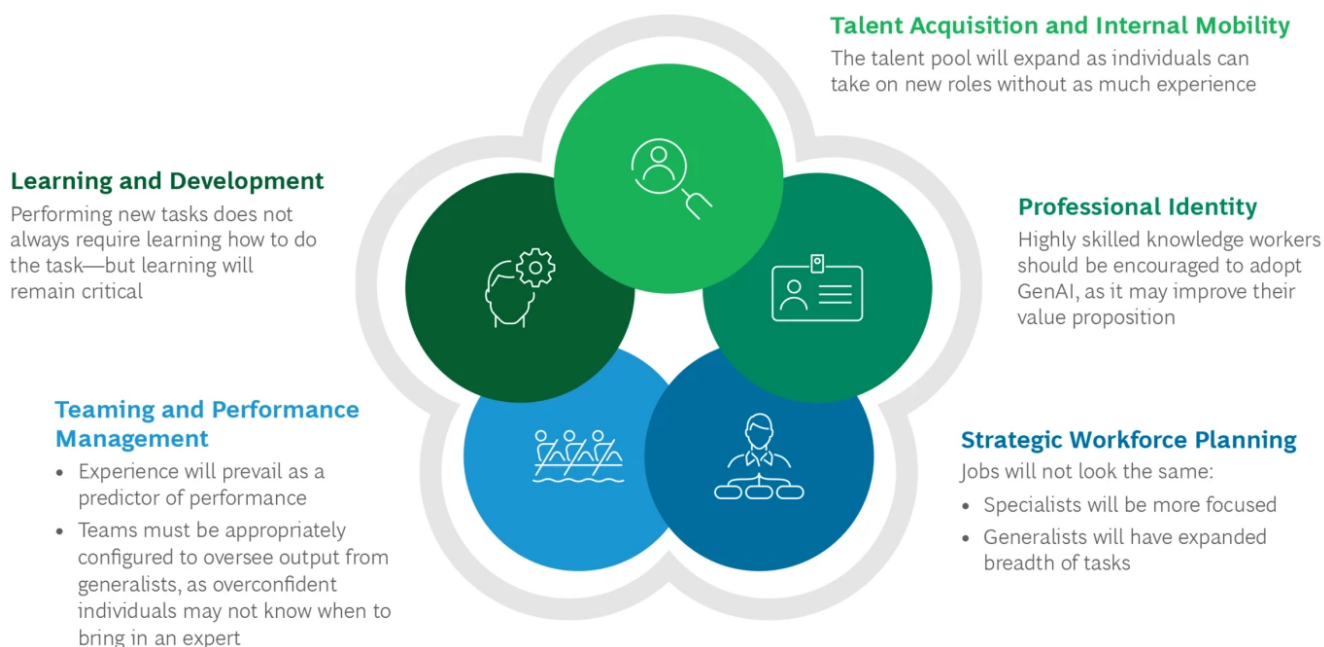 Talent Acquisition and Internal Mobility
The talent pool will expand as individuals can
take on new roles without as much experience
Learning and Development
Performing new tasks does not
always require learning how to do
the task—but learning will
remain critical
Professional Identity
Highly skilled knowledge workers
should be encouraged to adopt
GenAI, as it may improve their
value proposition
Teaming and Performance
Management
• Experience will prevail as a
predictor of performance
• Teams must be appropriately
configured to oversee output from
generalists, as overconfident
individuals may not know when to
bring in an expert
Strategic Workforce Planning
Jobs will not look the same:
• Specialists will be more focused
• Generalists will have expanded
breadth of tasks